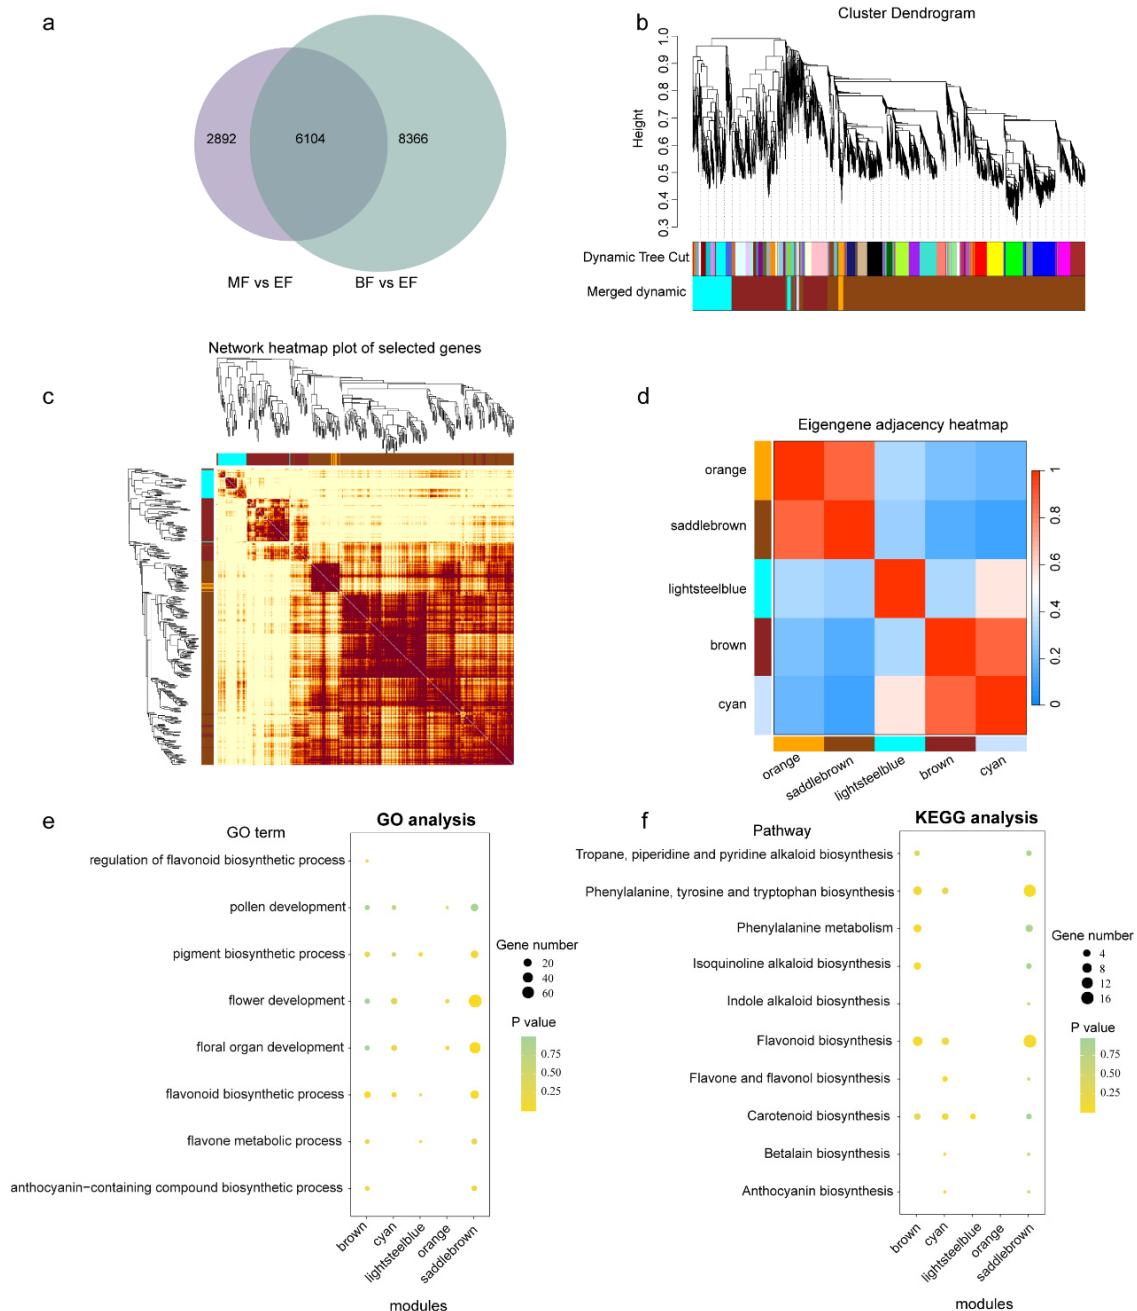 a
2892
6104
8366
MF vs EF
BF vs EF
b
Cluster Dendrogram
Height
1.0
0.9
0.8
0.7
0.6
0.5
0.4
0.3
Dynamic Tree Cut
Merged dynamic
c
Network heatmap plot of selected genes
d
Eigengene adjacency heatmap
orange
saddlebrown
lightsteelblue
brown
cyan
orange
saddlebrown
lightsteelblue
brown
cyan
1
0.8
0.6
0.4
0.2
0
e
GO analysis
GO term
regulation of flavonoid biosynthetic process
pollen development
pigment biosynthetic process
flower development
floral organ development
flavonoid biosynthetic process
flavone metabolic process
anthocyanin−containing compound biosynthetic process
brown
cyan
lightsteelblue
orange
saddlebrown
modules
Gene number
20
40
60
P value
0.75
0.50
0.25
f
KEGG analysis
Pathway
Tropane, piperidine and pyridine alkaloid biosynthesis
Phenylalanine, tyrosine and tryptophan biosynthesis
Phenylalanine metabolism
Isoquinoline alkaloid biosynthesis
Indole alkaloid biosynthesis
Flavonoid biosynthesis
Flavone and flavonol biosynthesis
Carotenoid biosynthesis
Betalain biosynthesis
Anthocyanin biosynthesis
brown
cyan
lightsteelblue
orange
saddlebrown
modules
Gene number
4
8
12
16
P value
0.75
0.50
0.25